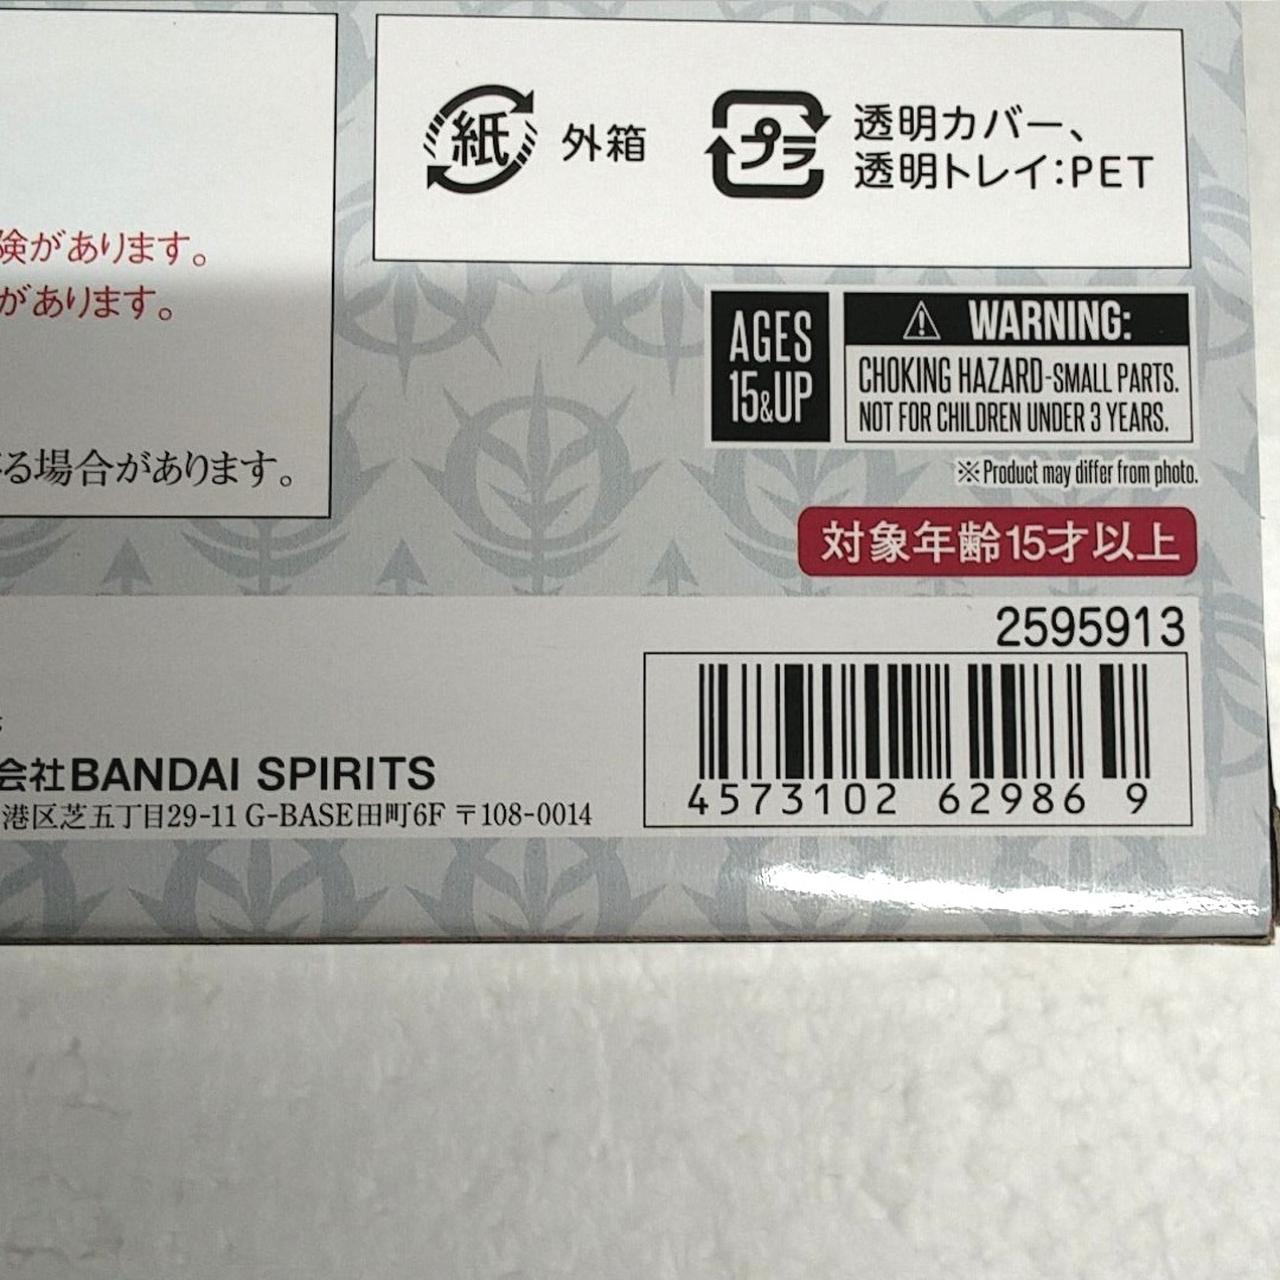 紙 外箱
プラ 透明カバー、
透明トレイ:PET
険があります。
があります。
る場合があります。
AGES
15&UP
WARNING:
CHOKING HAZARD-SMALL PARTS.
NOT FOR CHILDREN UNDER 3 YEARS.
※Product may differ from photo.
対象年齢15才以上
2595913
4573102 62986 9
会社BANDAI SPIRITS
港区芝五丁目29-11 G-BASE田町6F 〒108-0014